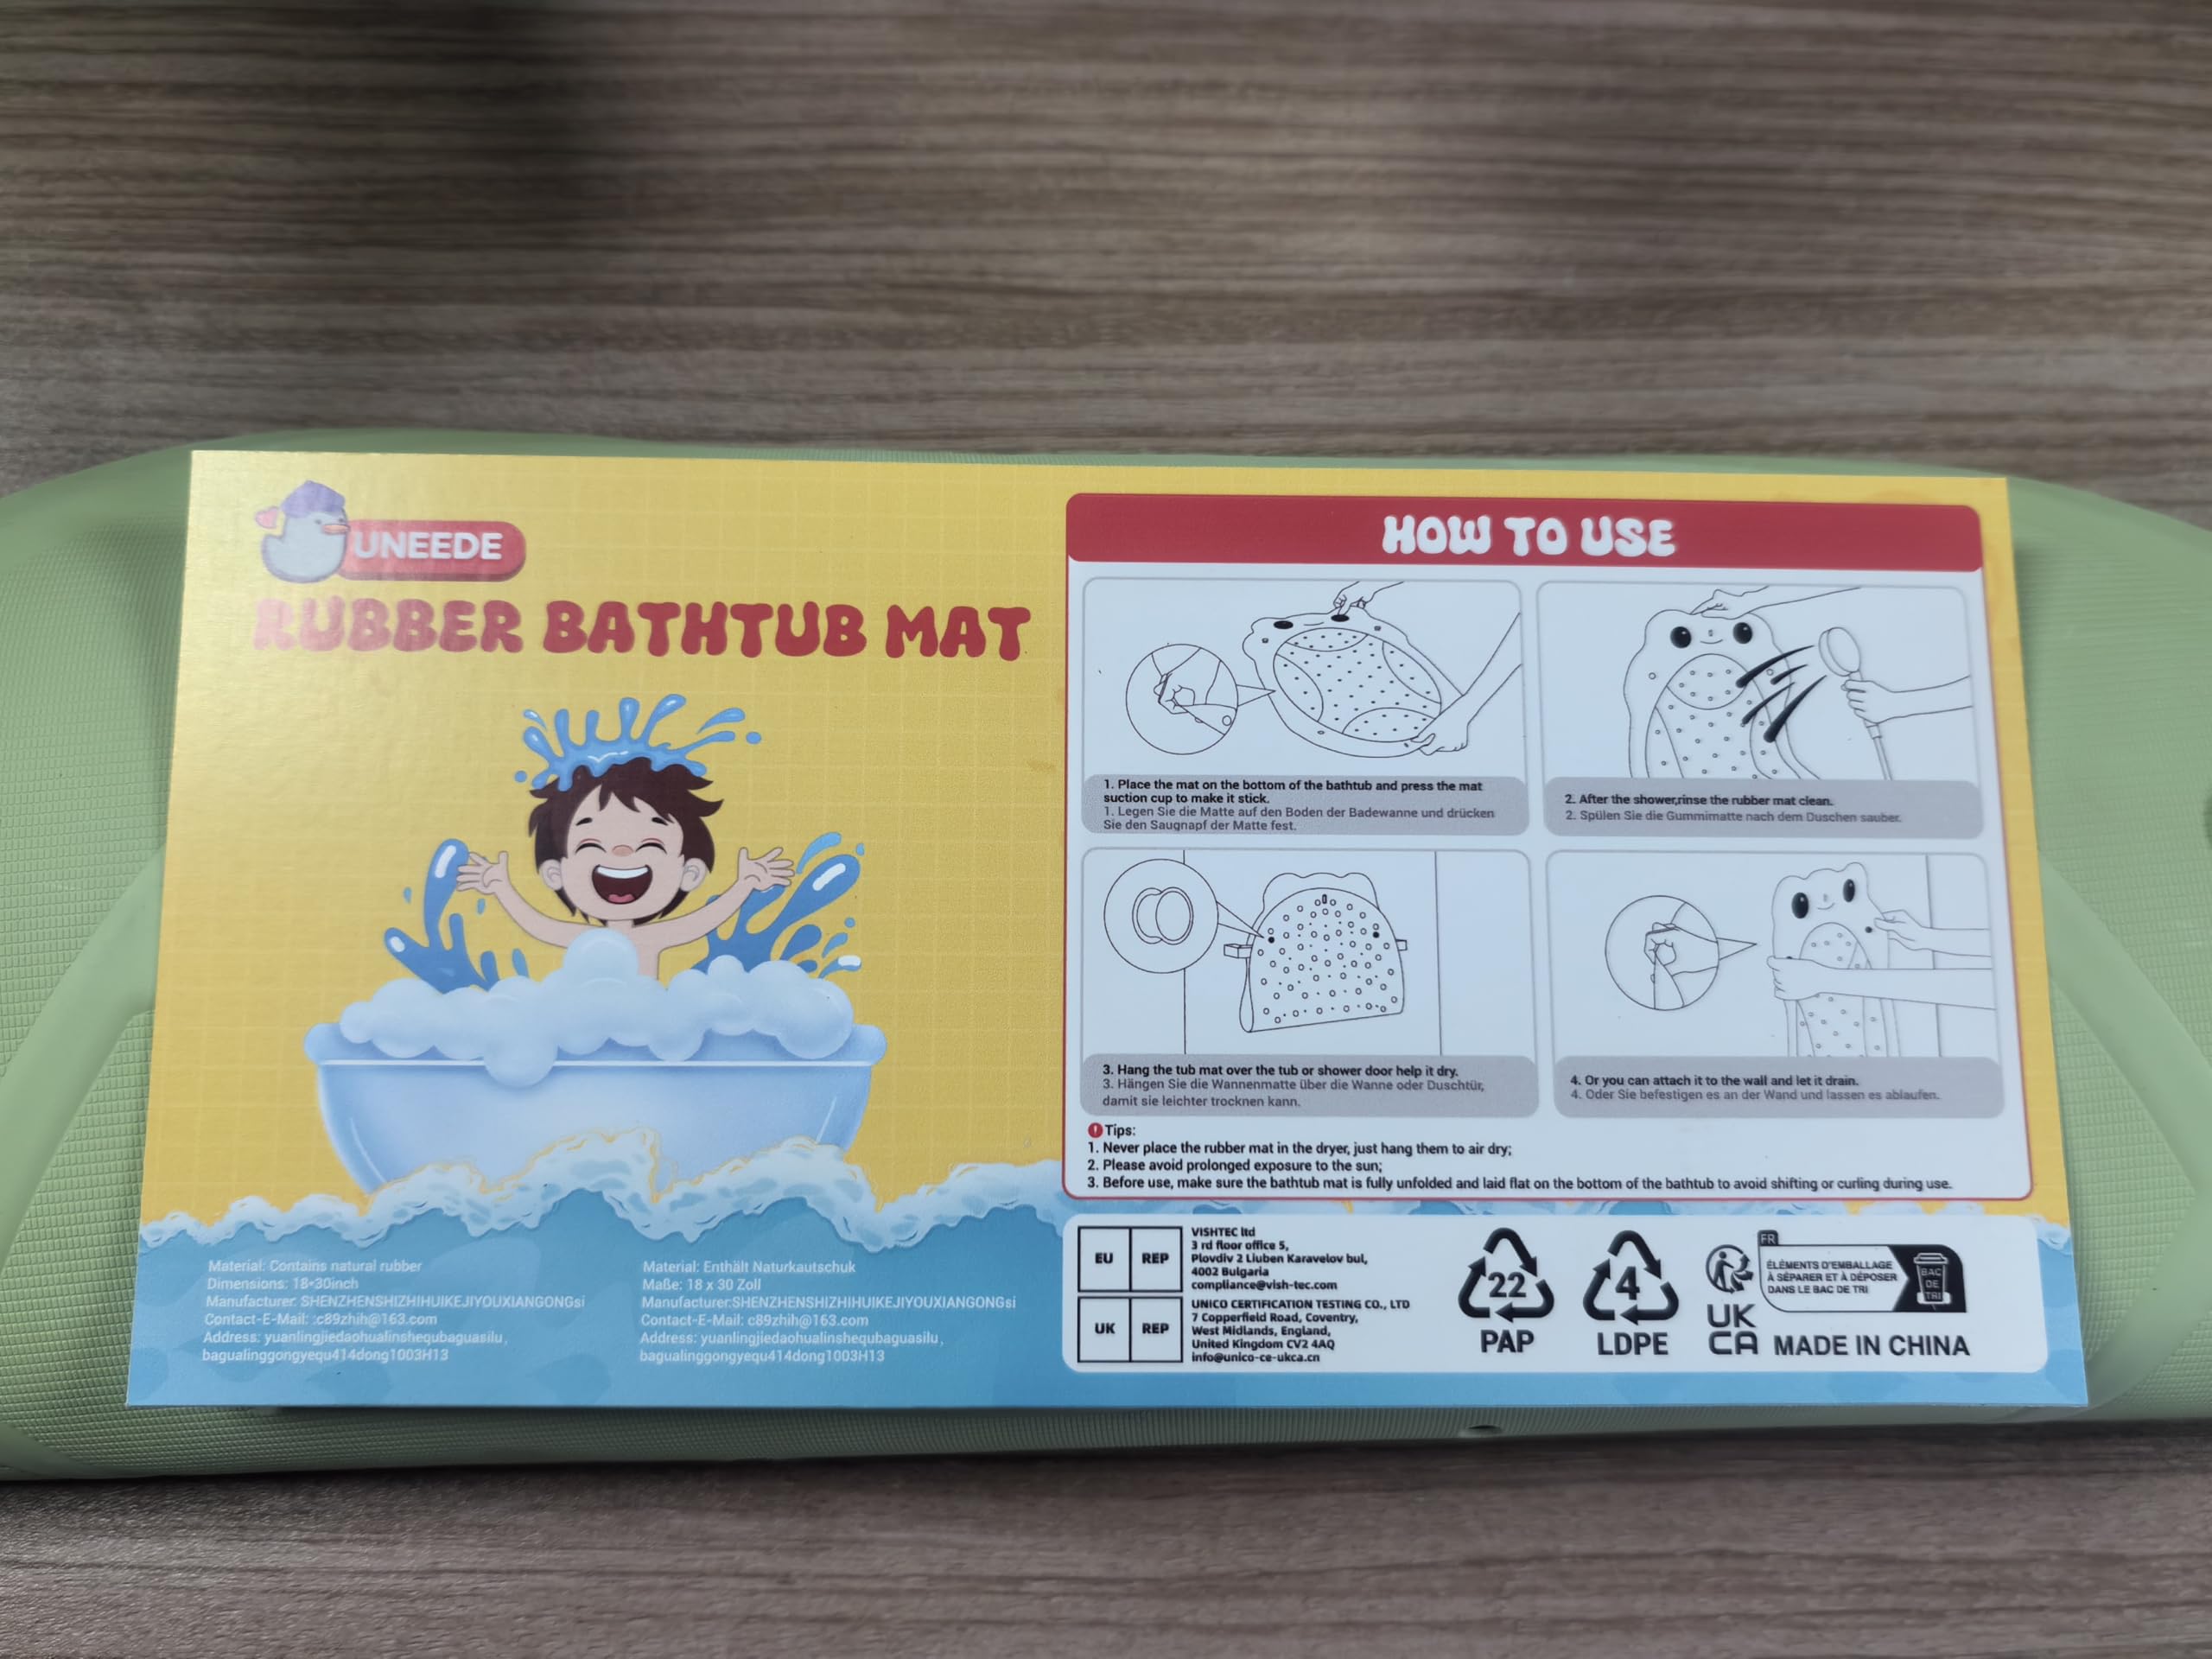 UNEEDE
RUBBER BATHTUB MAT
Material: Contains natural rubber
Dimensions: 18*30inch
Manufacturer: SHENZHENSHIZHIHUIKEJIYOUXIANGONGsi
Contact-E-Mail: :c89zhih@163.com
Address: yuanlingjiedaohualinshequbaguasilu,
bagualinggongyequ414dong1003H13
Material: Enthält Naturkautschuk
Maße: 18 x 30 Zoll
Manufacturer:SHENZHENSHIZHIHUIKEJIYOUXIANGONGsi
Contact-E-Mail: c89zhih@163.com
Address: yuanlingjiedaohualinshequbaguasilu,
bagualinggongyequ414dong1003H13
HOW TO USE
1. Place the mat on the bottom of the bathtub and press the mat
suction cup to make it stick.
1. Legen Sie die Matte auf den Boden der Badewanne und drücken
Sie den Saugnapf der Matte fest.
2. After the shower,rinse the rubber mat clean.
2. Spülen Sie die Gummimatte nach dem Duschen sauber.
3. Hang the tub mat over the tub or shower door help it dry.
3. Hängen Sie die Wannenmatte über die Wanne oder Duschtür,
damit sie leichter trocknen kann.
4. Or you can attach it to the wall and let it drain.
4. Oder Sie befestigen es an der Wand und lassen es ablaufen.
Tips:
1. Never place the rubber mat in the dryer, just hang them to air dry;
2. Please avoid prolonged exposure to the sun;
3. Before use, make sure the bathtub mat is fully unfolded and laid flat on the bottom of the bathtub to avoid shifting or curling during use.
EU REP
VISHTEC ltd
3 rd floor office 5,
Plovdiv 2 Liuben Karavelov bul,
4002 Bulgaria
compliance@vish-tec.com
UK REP
UNICO CERTIFICATION TESTING CO., LTD
7 Copperfield Road, Coventry,
West Midlands, England,
United Kingdom CV2 4AQ
info@unico-ce-ukca.cn
22
PAP
4
LDPE
FR
ÉLÉMENTS D'EMBALLAGE
À SÉPARER ET À DÉPOSER
DANS LE BAC DE TRI
BAC
DE
TRI
UK
CA
MADE IN CHINA